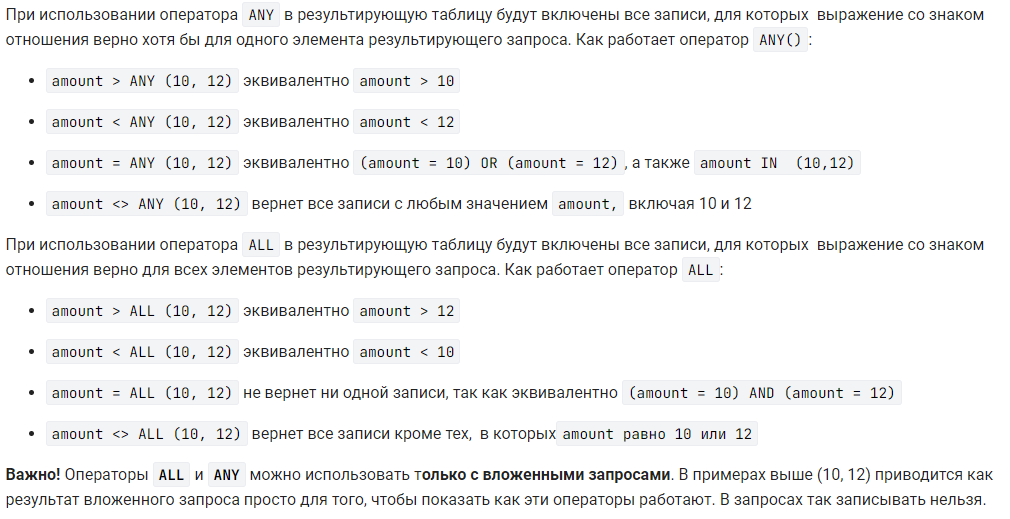 При использовании оператора ANY в результирующую таблицу будут включены все записи, для которых выражение со знаком
отношения верно хотя бы для одного элемента результирующего запроса. Как работает оператор ANY():
• amount > ANY (10, 12) эквивалентно amount > 10
• amount < ANY (10, 12) эквивалентно amount < 12
• amount = ANY (10, 12) эквивалентно (amount = 10) OR (amount = 12), а также amount IN (10,12)
• amount <> ANY (10, 12) вернет все записи с любым значением amount, включая 10 и 12
При использовании оператора ALL в результирующую таблицу будут включены все записи, для которых выражение со знаком
отношения верно для всех элементов результирующего запроса. Как работает оператор ALL:
• amount > ALL (10, 12) эквивалентно amount > 12
• amount < ALL (10, 12) эквивалентно amount < 10
• amount = ALL (10, 12) не вернет ни одной записи, так как эквивалентно (amount = 10) AND (amount = 12)
• amount <> ALL (10, 12) вернет все записи кроме тех, в которых amount равно 10 или 12
Важно! Операторы ALL и ANY можно использовать только с вложенными запросами. В примерах выше (10, 12) приводится как
результат вложенного запроса просто для того, чтобы показать как эти операторы работают. В запросах так записывать нельзя.